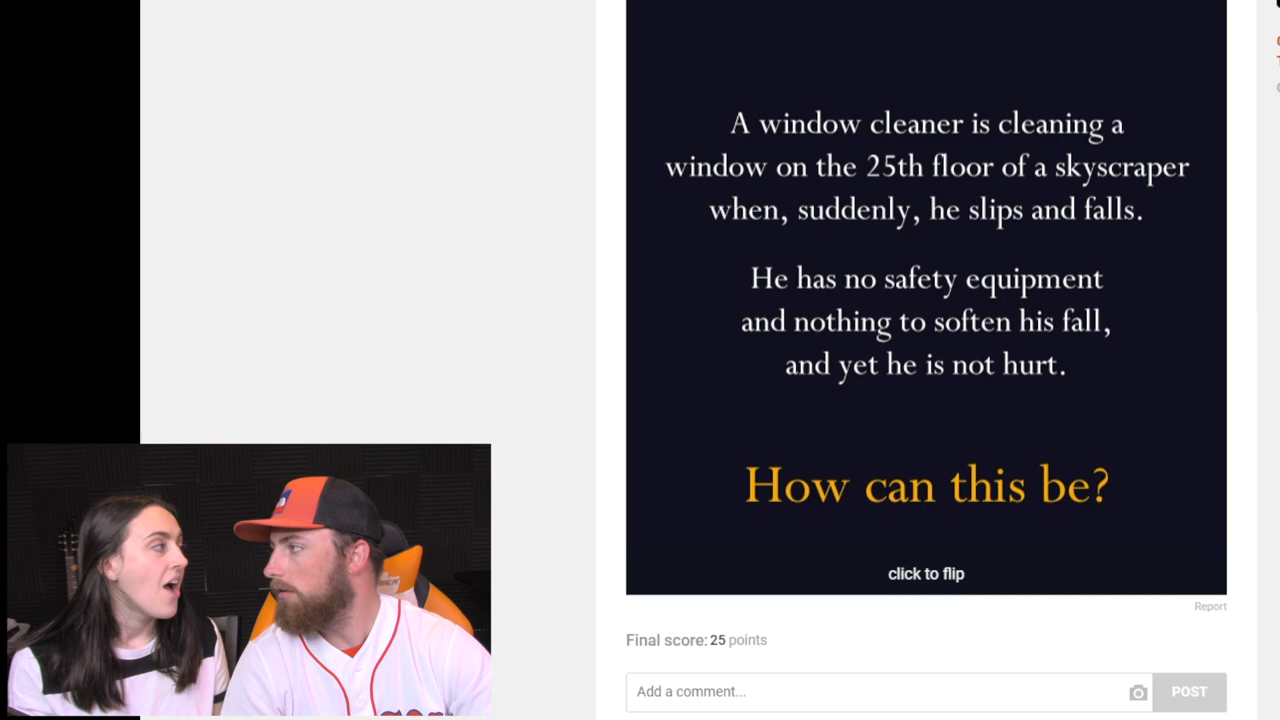 A window cleaner is cleaning a
window on the 25th floor of a skyscraper
when, suddenly, he slips and falls.
He has no safety equipment
and nothing to soften his fall,
and yet he is not hurt.
How can this be?
click to flip
Report
Final score: 25 points
Add a comment...
POST